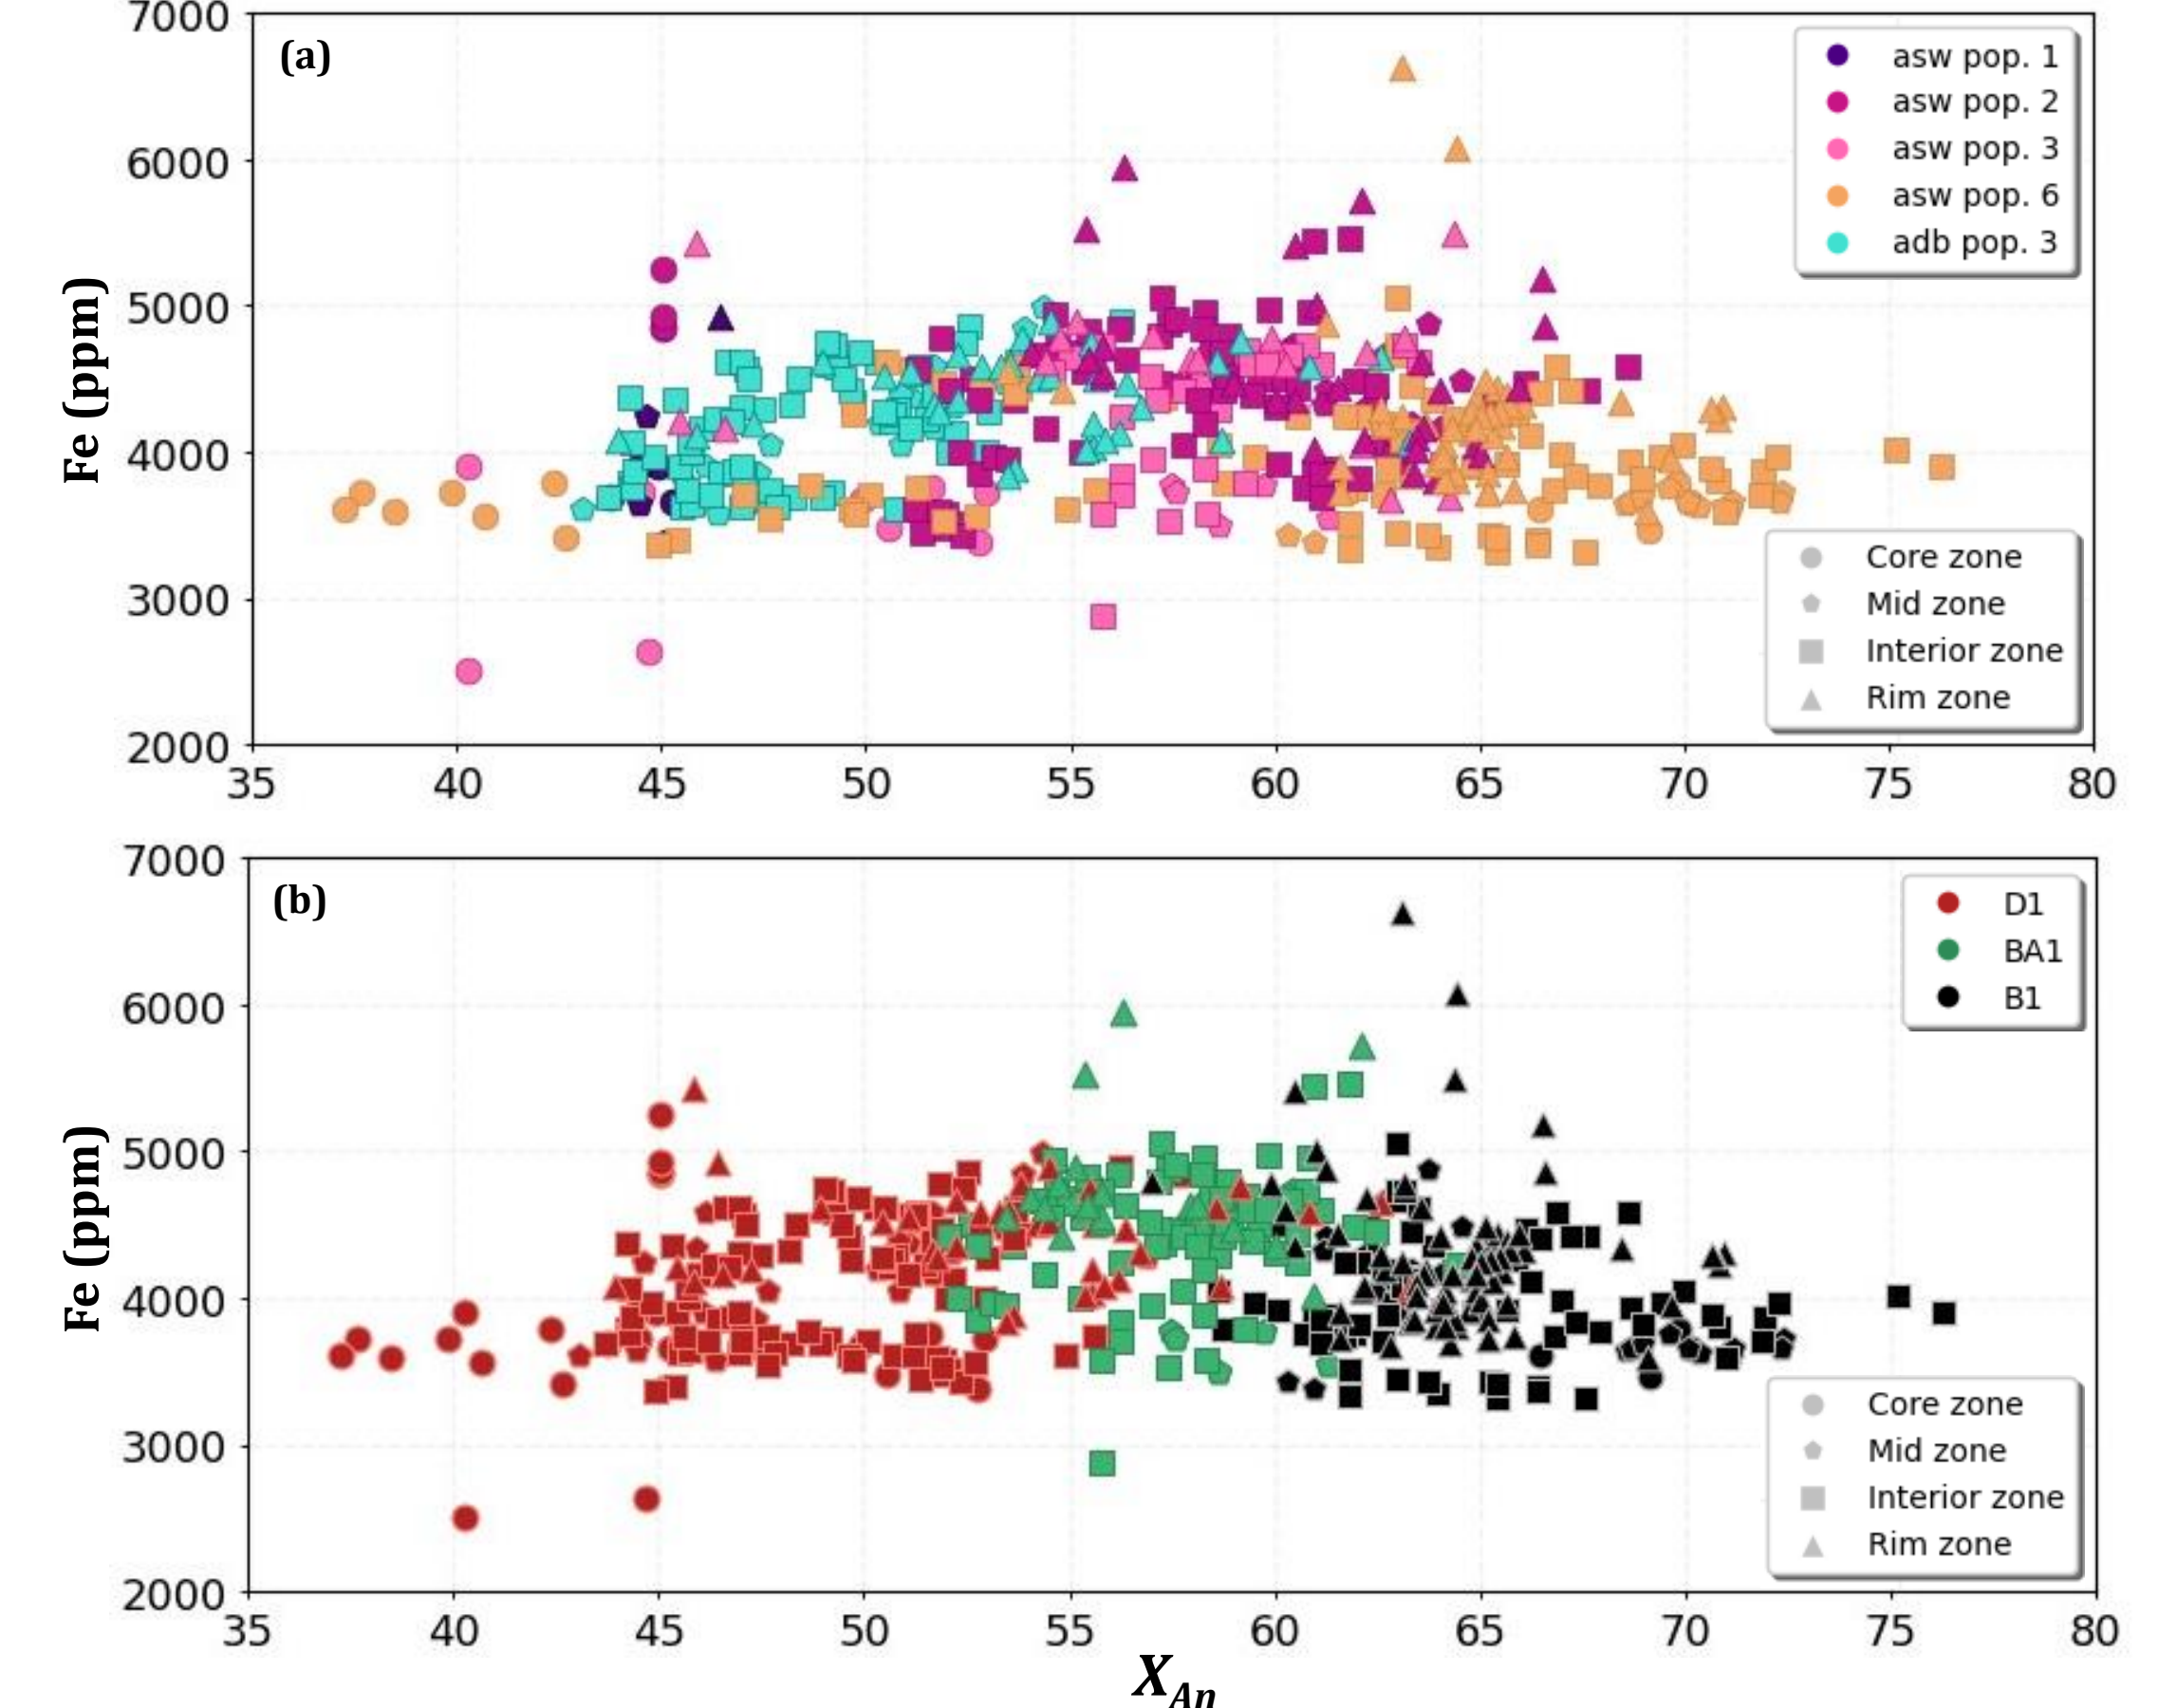 (a)
Fe (ppm)
7000
6000
5000
4000
3000
2000
35 40 45 50 55 60 65 70 75 80
asw pop. 1
asw pop. 2
asw pop. 3
asw pop. 6
adb pop. 3
Core zone
Mid zone
Interior zone
Rim zone
(b)
Fe (ppm)
7000
6000
5000
4000
3000
2000
35 40 45 50 55 60 65 70 75 80
D1
BA1
B1
Core zone
Mid zone
Interior zone
Rim zone
X_An